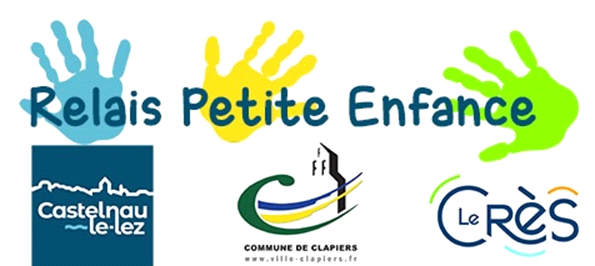 Relais Petite Enfance
Castelnau
le-lez
COMMUNE DE CLAPIERS
www.ville-clapiers.fr
Le CRèS